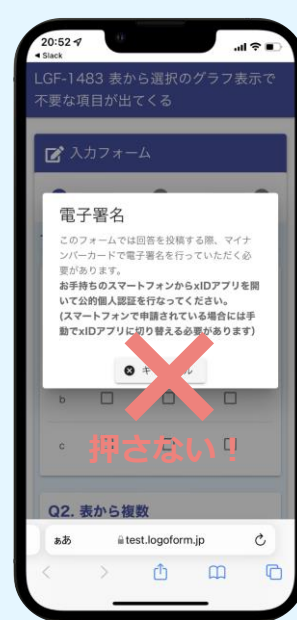 20:52
◀ Slack
LGF-1483 表から選択のグラフ表示で
不要な項目が出てくる
入力フォーム
電子署名
このフォームでは回答を投稿する際、マイナ
ンバーカードで電子署名を行っていただく必
要があります。
お手持ちのスマートフォンからxIDアプリを開
いて公的個人認証を行なってください。
(スマートフォンで申請されている場合には手
動でxIDアプリに切り替える必要があります)
b
押さない！
c
Q2. 表から複数
ぁあ
test.logoform.jp